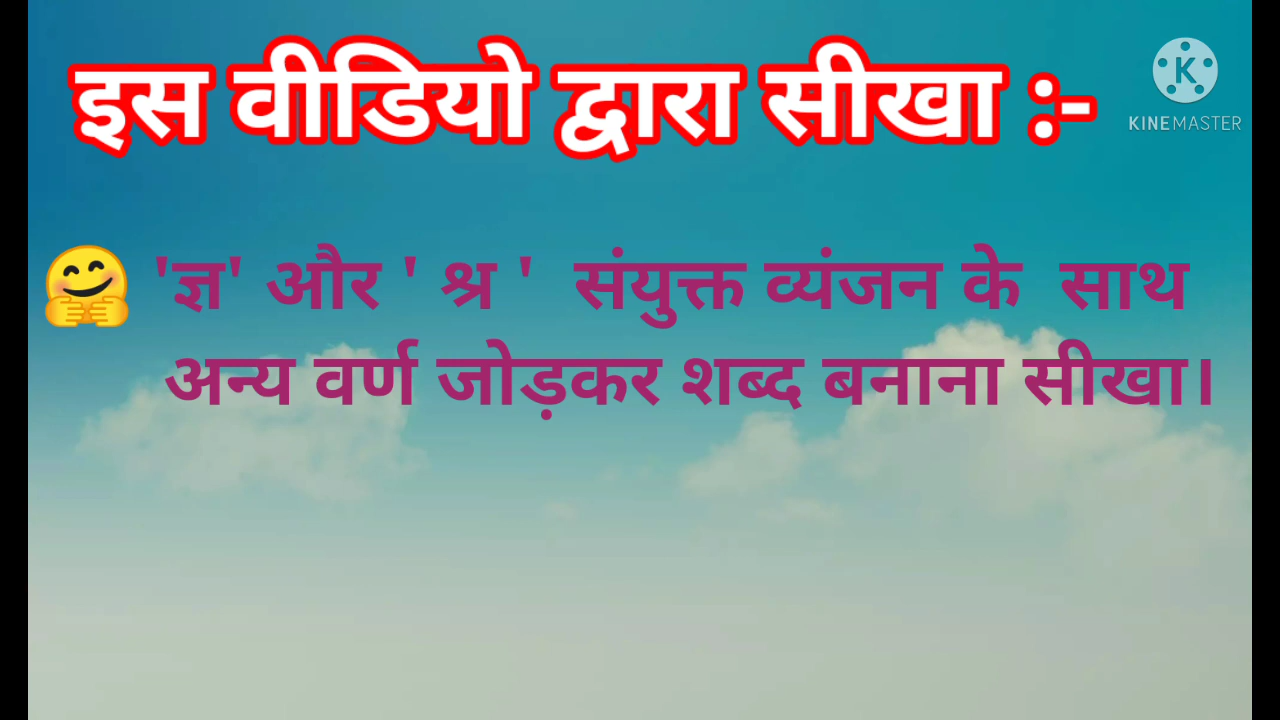 इस वीडियो द्वारा सीखा :-
KINEMASTER
🤗 'ज्ञ' और ' श्र '  संयुक्त व्यंजन के  साथ
अन्य वर्ण जोड़कर शब्द बनाना सीखा।